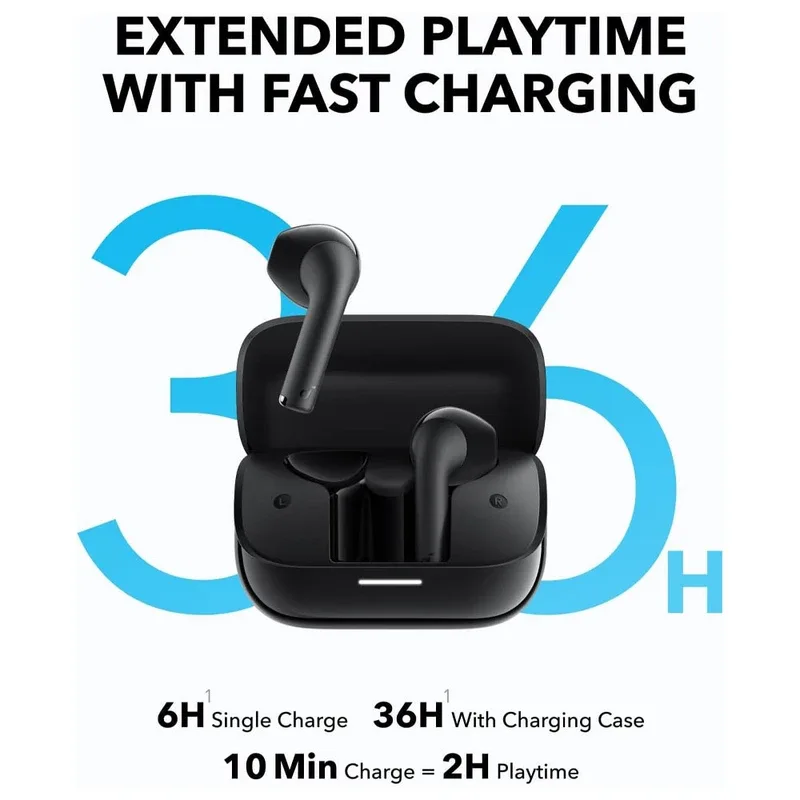 EXTENDED PLAYTIME
WITH FAST CHARGING
36H
L
R
6H¹ Single Charge 36H¹ With Charging Case
10 Min Charge = 2H Playtime